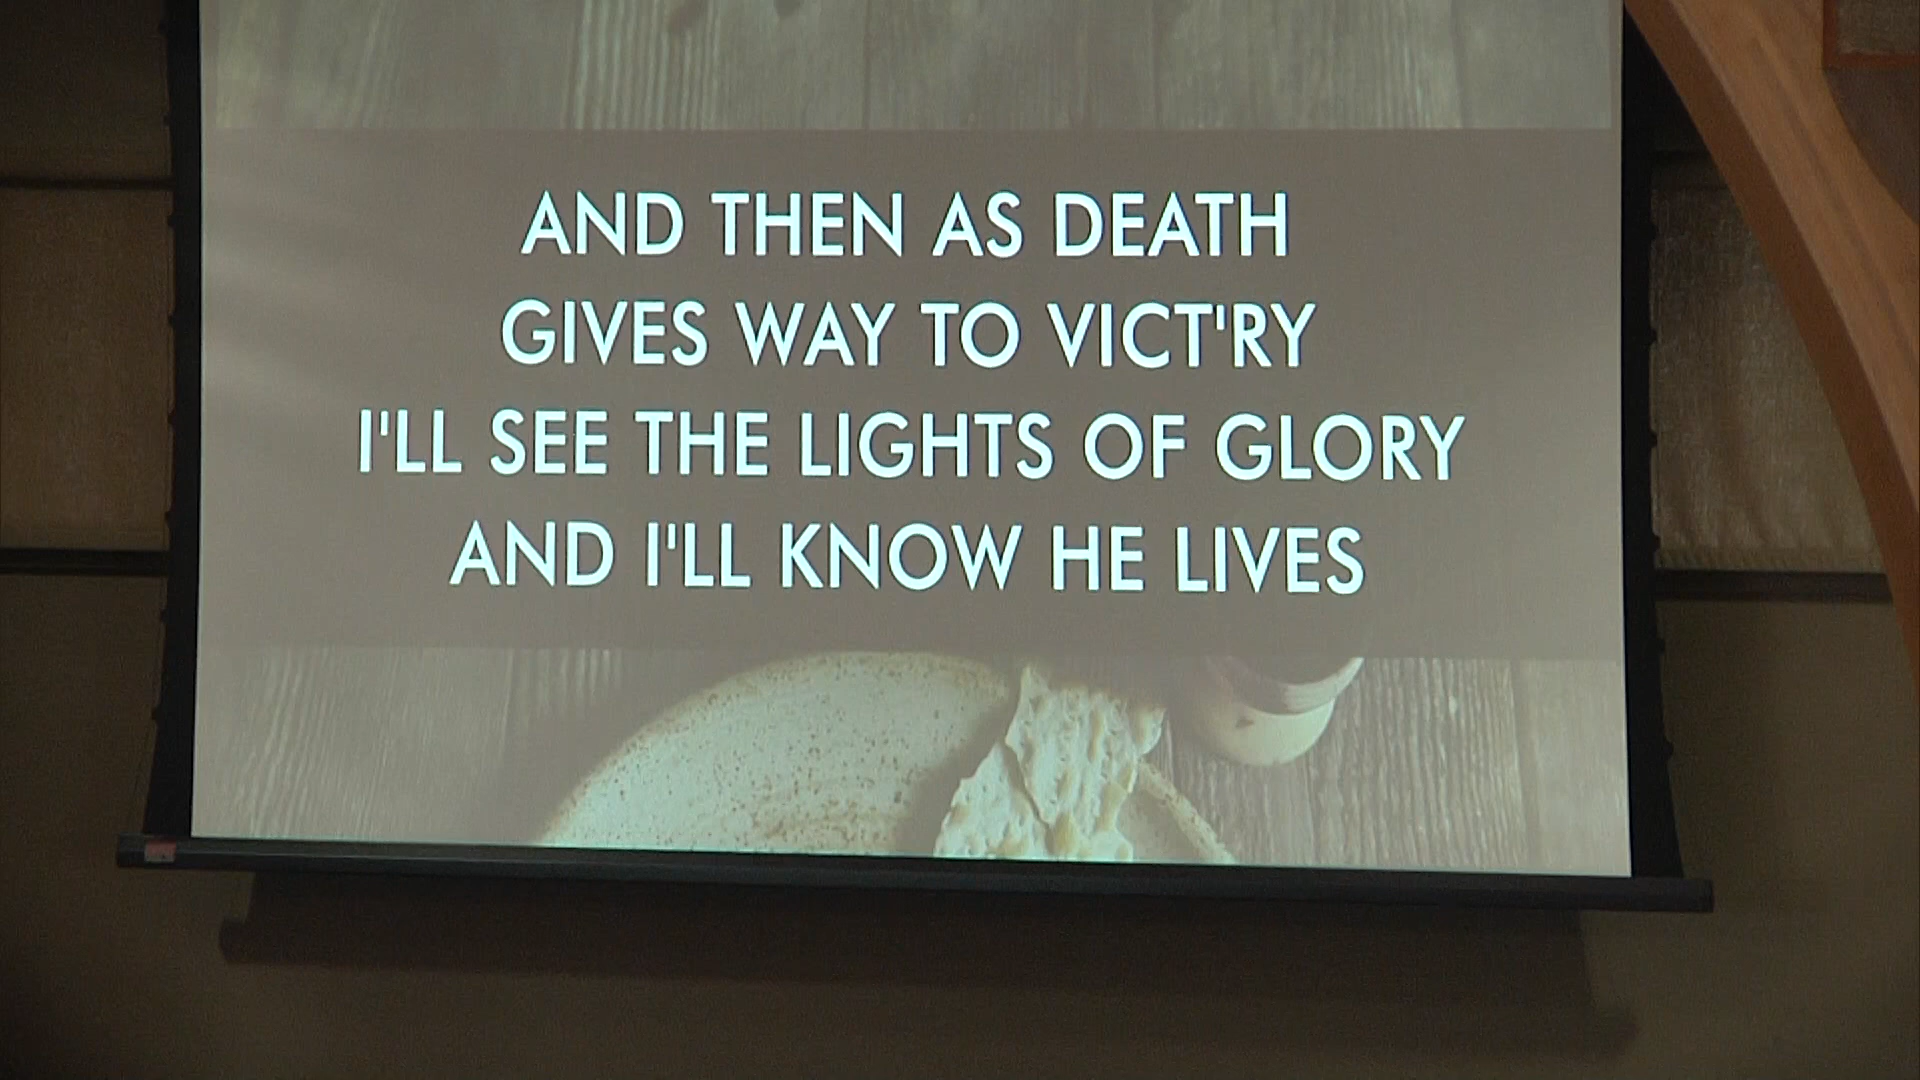 AND THEN AS DEATH
GIVES WAY TO VICT'RY
I'LL SEE THE LIGHTS OF GLORY
AND I'LL KNOW HE LIVES